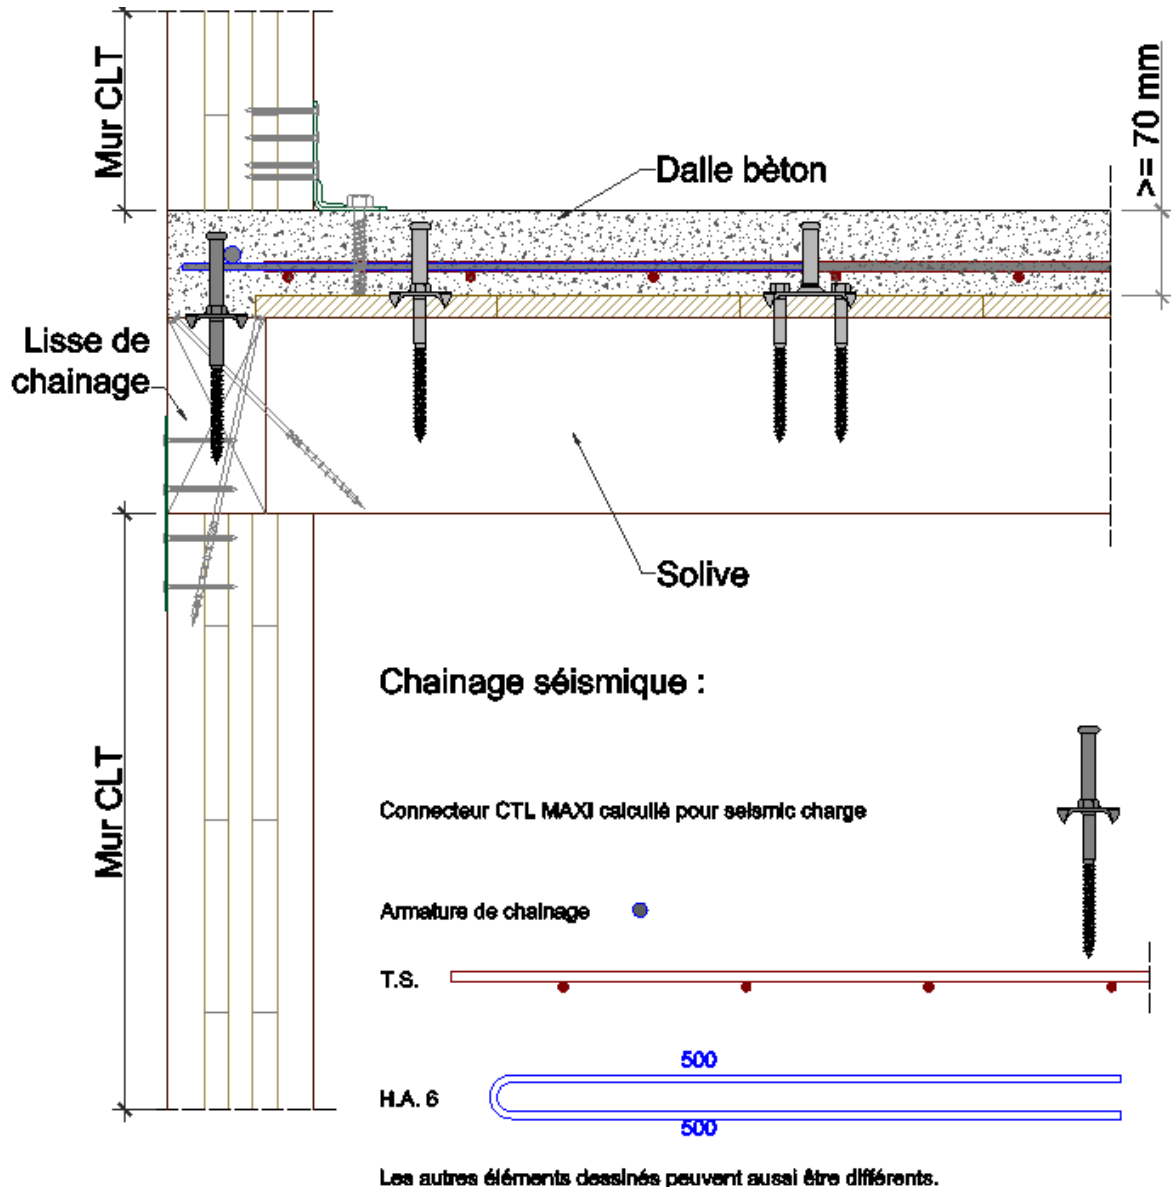 Mur CLT
>= 70 mm
Dalle bèton
Lisse de
chainage
Solive
Chainage séismique :
Mur CLT
Connecteur CTL MAXI calcullé pour seismic charge
Armature de chainage
T.S.
500
H.A. 6
500
Les autres éléments dessinés peuvent aussi être différents.